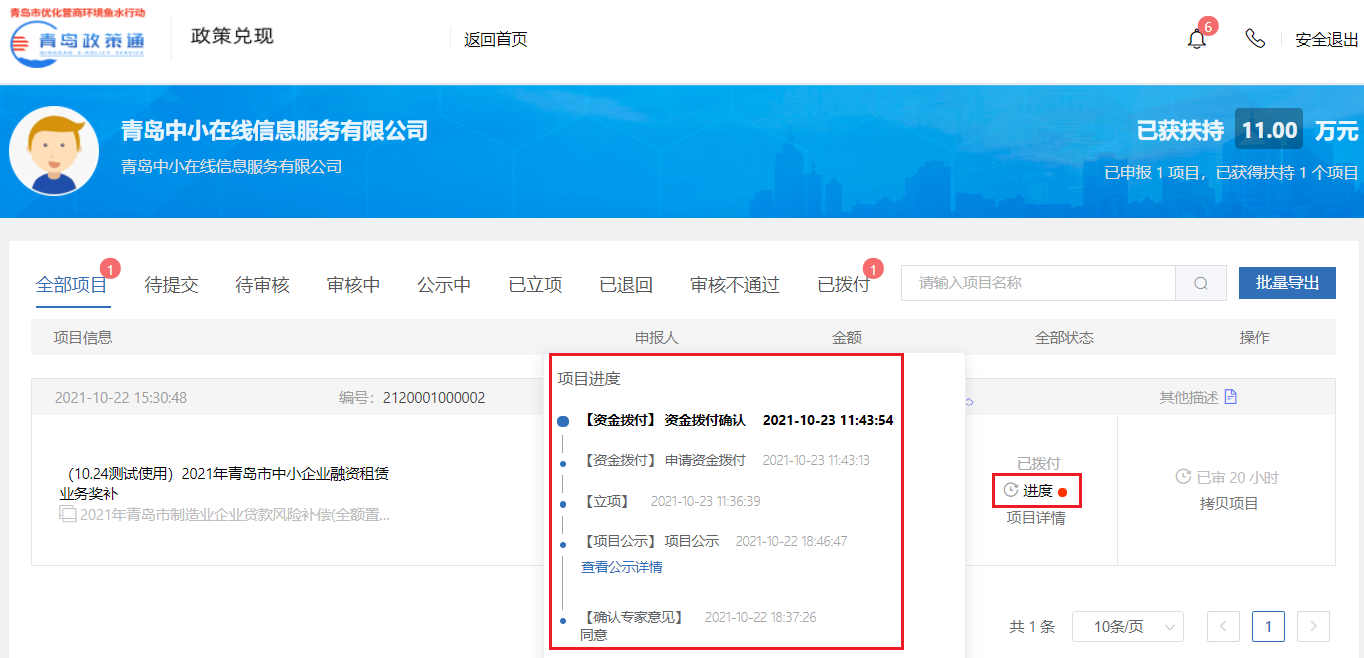 青岛市优化营商环境鱼水行动
青岛政策通
QINGDAO E-POLICY SERVICE
政策兑现
返回首页
6
安全退出
青岛中小在线信息服务有限公司
青岛中小在线信息服务有限公司
已获扶持 11.00 万元
已申报 1 项目，已获得扶持 1 个项目
全部项目 1 待提交 待审核 审核中 公示中 已立项 已退回 审核不通过 已拨付 1 请输入项目名称 批量导出
项目信息 申报人 金额 全部状态 操作
2021-10-22 15:30:48 编号：2120001000002 其他描述
（10.24测试使用）2021年青岛市中小企业融资租赁
业务奖补
2021年青岛市制造业企业贷款风险补偿(全额置...
项目进度
【资金拨付】 资金拨付确认 2021-10-23 11:43:54
【资金拨付】 申请资金拨付 2021-10-23 11:43:13
【立项】 2021-10-23 11:36:39
【项目公示】 项目公示 2021-10-22 18:46:47
查看公示详情
【确认专家意见】 2021-10-22 18:37:26
同意
已拨付
进度
项目详情
已审 20 小时
拷贝项目
共 1 条 10条/页 < 1 >